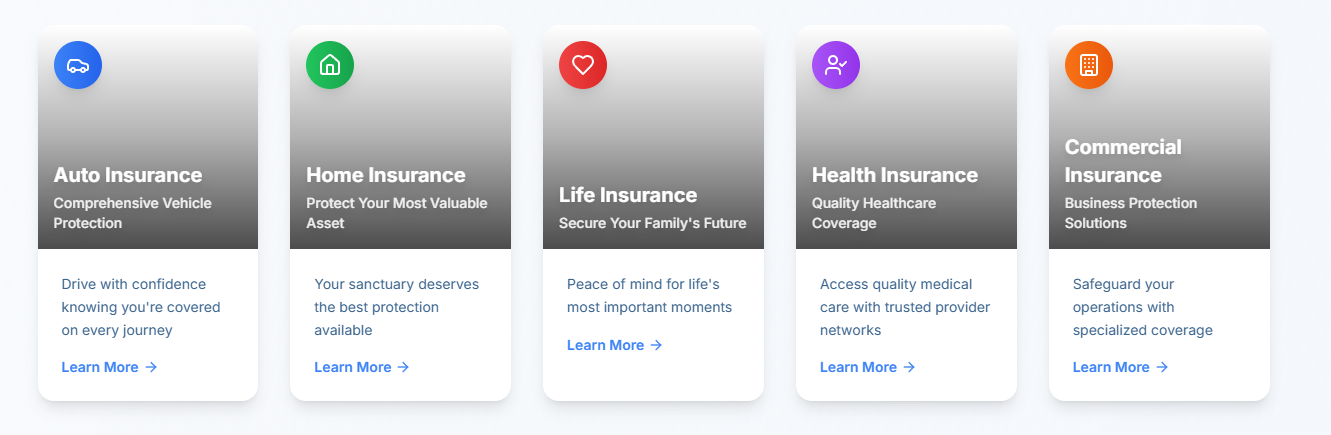 Auto Insurance
Comprehensive Vehicle
Protection
Drive with confidence
knowing you're covered
on every journey
Learn More →
Home Insurance
Protect Your Most Valuable
Asset
Your sanctuary deserves
the best protection
available
Learn More →
Life Insurance
Secure Your Family's Future
Peace of mind for life's
most important moments
Learn More →
Health Insurance
Quality Healthcare
Coverage
Access quality medical
care with trusted provider
networks
Learn More →
Commercial
Insurance
Business Protection
Solutions
Safeguard your
operations with
specialized coverage
Learn More →